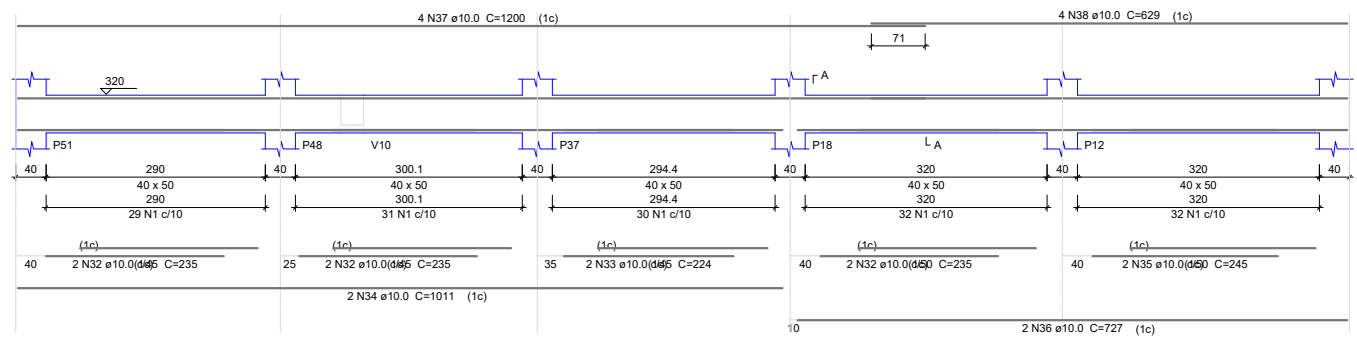 4 N37 ø10.0 C=1200 (1c)
4 N38 ø10.0 C=629 (1c)
71
A
320
P51
P48
V10
P37
P18
A
P12
40 290 40 300.1 40 294.4 40 320 40 320 40
40 x 50 40 x 50 40 x 50 40 x 50 40 x 50
290 300.1 294.4 320 320
29 N1 c/10 31 N1 c/10 30 N1 c/10 32 N1 c/10 32 N1 c/10
(1c) (1c) (1c) (1c) (1c)
40 2 N32 ø10.0 C=235
25 2 N32 ø10.0 C=235
35 2 N33 ø10.0 C=224
40 2 N32 ø10.0 C=235
40 2 N35 ø10.0 C=245
2 N34 ø10.0 C=1011 (1c)
10
2 N36 ø10.0 C=727 (1c)